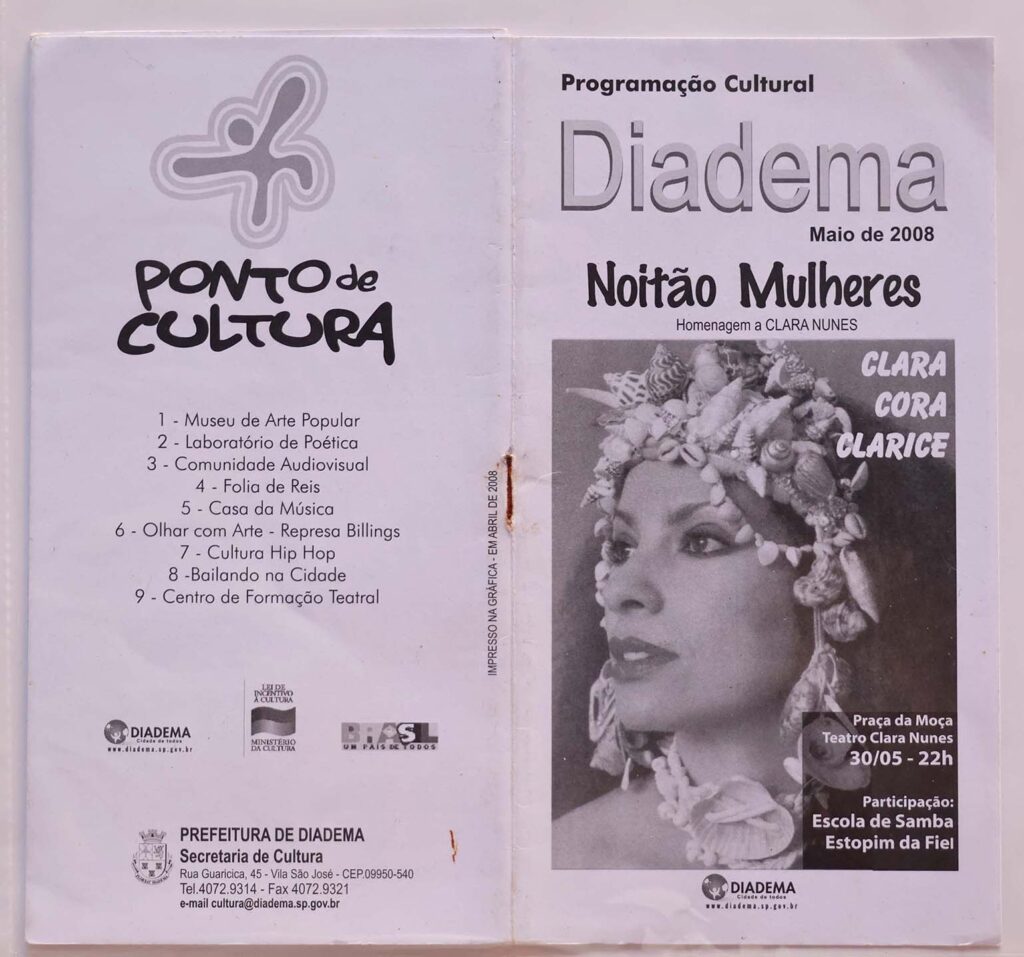 PONTO de
CULTURA
1 - Museu de Arte Popular
2 - Laboratório de Poética
3 - Comunidade Audiovisual
4 - Folia de Reis
5 - Casa da Música
6 - Olhar com Arte - Represa Billings
7 - Cultura Hip Hop
8 -Bailando na Cidade
9 - Centro de Formação Teatral
DIADEMA
Cidade de todos
www.diadema.sp.gov.br
LEI DE
INCENTIVO
À CULTURA
MINISTÉRIO
DA CULTURA
BRASIL
UM PAÍS DE TODOS
PREFEITURA DE DIADEMA
Secretaria de Cultura
Rua Guaricica, 45 - Vila São José - CEP.09950-540
Tel.4072.9314 - Fax 4072.9321
e-mail cultura@diadema.sp.gov.br
IMPRESSO NA GRÁFICA - EM ABRIL DE 2008
Programação Cultural
Diadema
Maio de 2008
Noitão Mulheres
Homenagem a CLARA NUNES
CLARA
CORA
CLARICE
Praça da Moça
Teatro Clara Nunes
30/05 - 22h
Participação:
Escola de Samba
Estopim da Fiel
DIADEMA
Cidade de todos
www.diadema.sp.gov.br